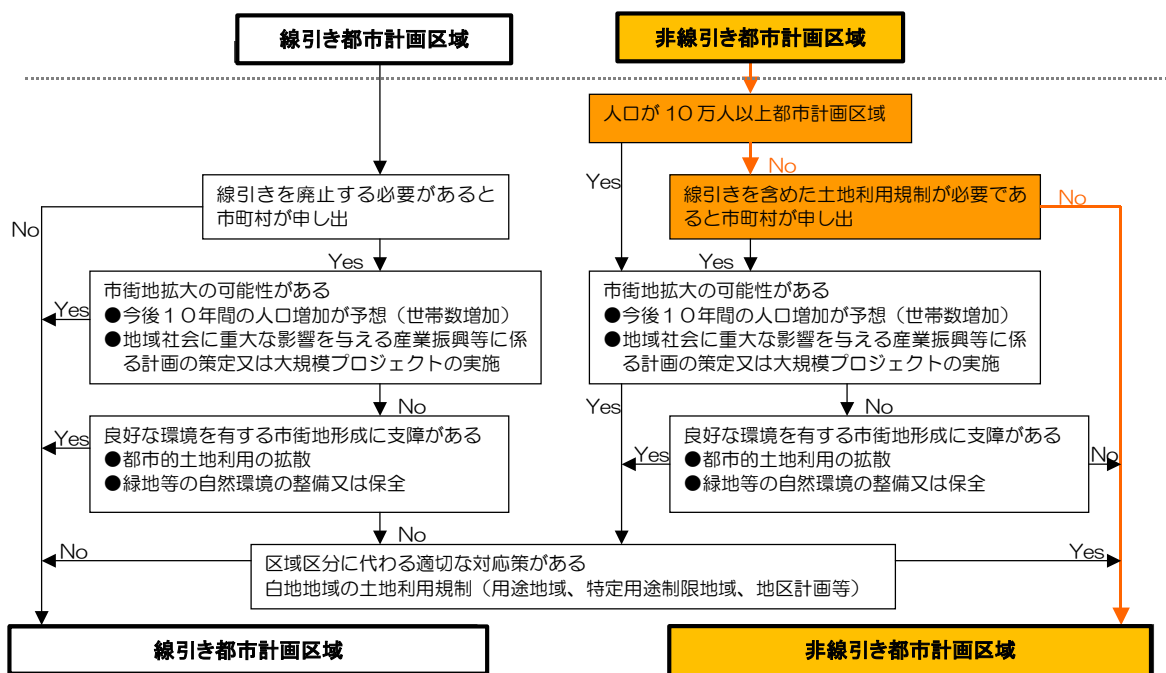 線引き都市計画区域
非線引き都市計画区域
人口が10万人以上都市計画区域
No
Yes
線引きを廃止する必要があると
市町村が申し出
No
Yes
線引きを含めた土地利用規制が必要であ
ると市町村が申し出
No
Yes
市街地拡大の可能性がある
●今後10年間の人口増加が予想（世帯数増加）
●地域社会に重大な影響を与える産業振興等に係
る計画の策定又は大規模プロジェクトの実施
Yes
No
市街地拡大の可能性がある
●今後10年間の人口増加が予想（世帯数増加）
●地域社会に重大な影響を与える産業振興等に係
る計画の策定又は大規模プロジェクトの実施
Yes
No
良好な環境を有する市街地形成に支障がある
●都市的土地利用の拡散
●緑地等の自然環境の整備又は保全
Yes
No
良好な環境を有する市街地形成に支障がある
●都市的土地利用の拡散
●緑地等の自然環境の整備又は保全
Yes
No
区域区分に代わる適切な対応策がある
白地地域の土地利用規制（用途地域、特定用途制限地域、地区計画等）
No
Yes
線引き都市計画区域
非線引き都市計画区域